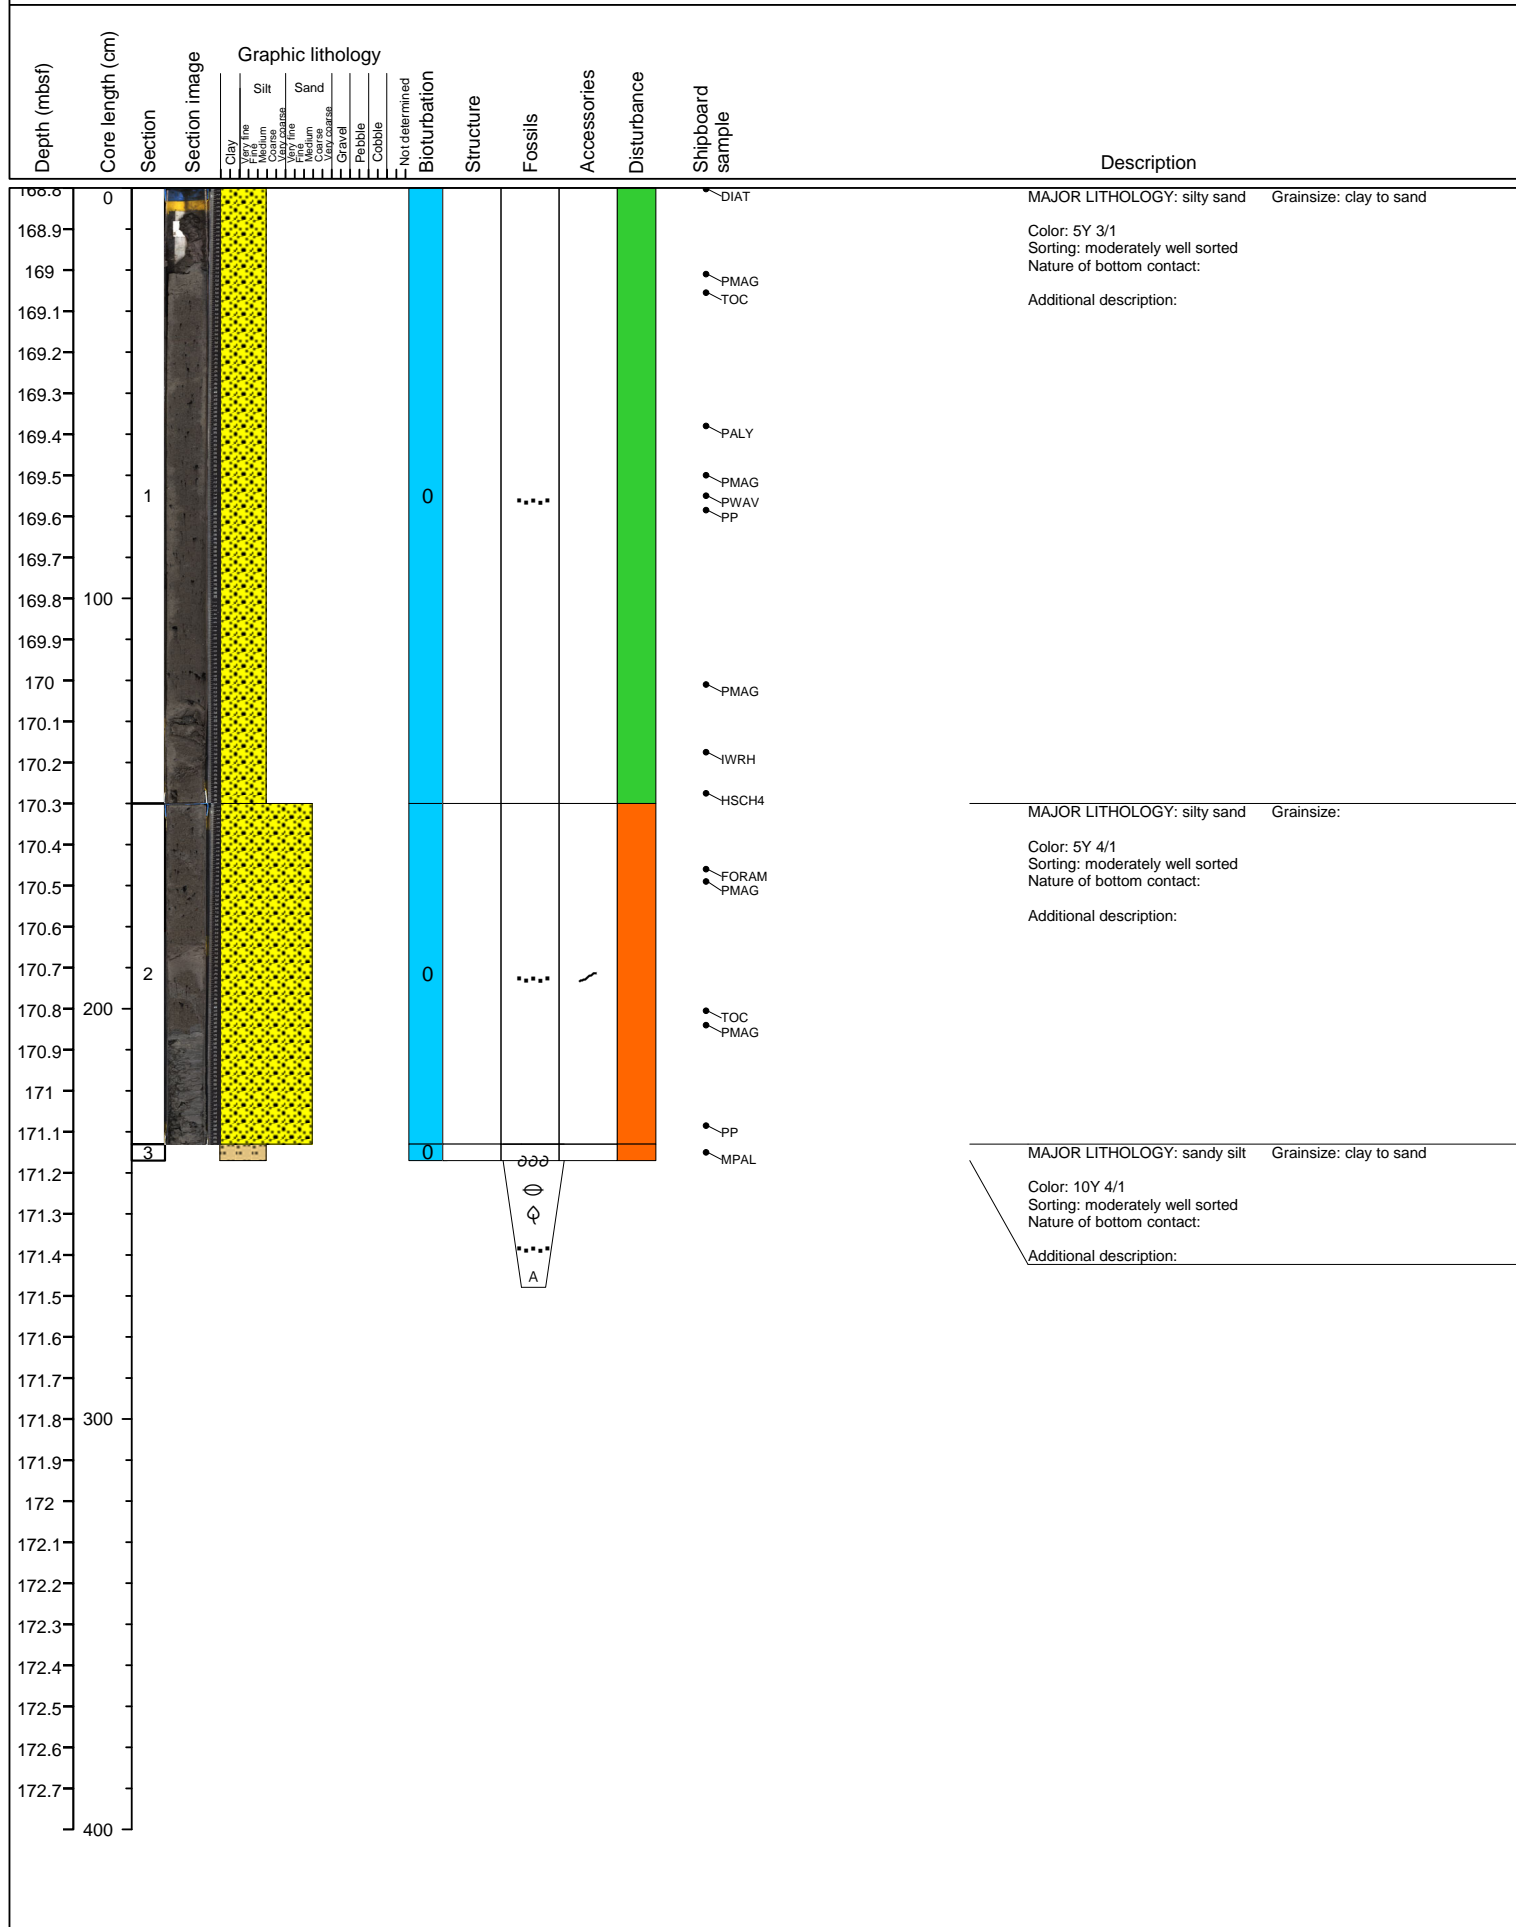 Depth (mbsf)
Core length (cm)
Section
Section image
Graphic lithology
Clay
Silt
Very fine
Fine
Medium
Coarse
Very coarse
Sand
Very fine
Fine
Medium
Coarse
Very coarse
Gravel
Pebble
Cobble
Not determined
Bioturbation
Structure
Fossils
Accessories
Disturbance
Shipboard
sample
Description
168.8 0 DIAT MAJOR LITHOLOGY: silty sand Grainsize: clay to sand
168.9 Color: 5Y 3/1
Sorting: moderately well sorted
169 PMAG Nature of bottom contact:
TOC Additional description:
169.1
169.2
169.3
169.4 PALY
169.5 PMAG
1 0 PWAV
169.6 PP
169.7
169.8 100
169.9
170 PMAG
170.1
170.2 IWRH
170.3 HSCH4 MAJOR LITHOLOGY: silty sand Grainsize:
170.4 Color: 5Y 4/1
Sorting: moderately well sorted
170.5 FORAM Nature of bottom contact:
PMAG
Additional description:
170.6
170.7 2 0
170.8 200 TOC
170.9 PMAG
171
171.1 PP
3 0 MPAL MAJOR LITHOLOGY: sandy silt Grainsize: clay to sand
171.2 Color: 10Y 4/1
Sorting: moderately well sorted
171.3 Nature of bottom contact:
171.4 Additional description:
A
171.5
171.6
171.7
171.8 300
171.9
172
172.1
172.2
172.3
172.4
172.5
172.6
172.7
400